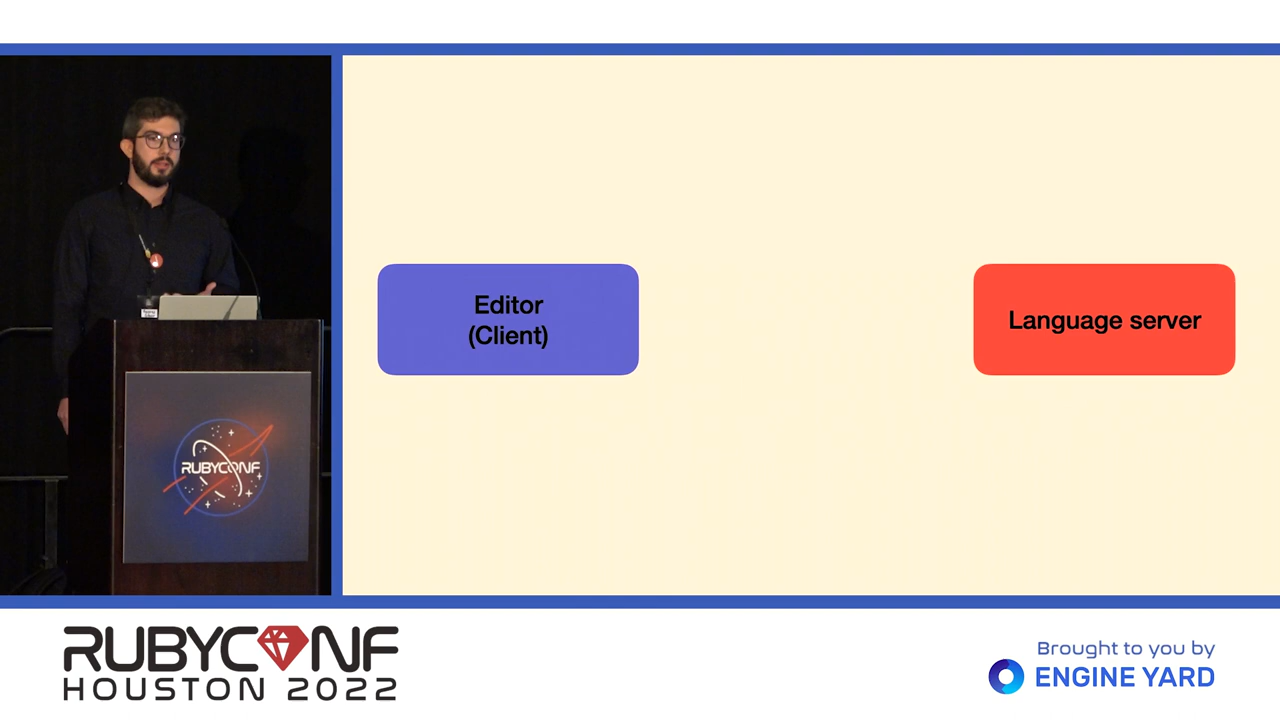 Editor
(Client)
Language server
RUBYCONF
RUBYCONF
HOUSTON 2022
Brought to you by
ENGINE YARD